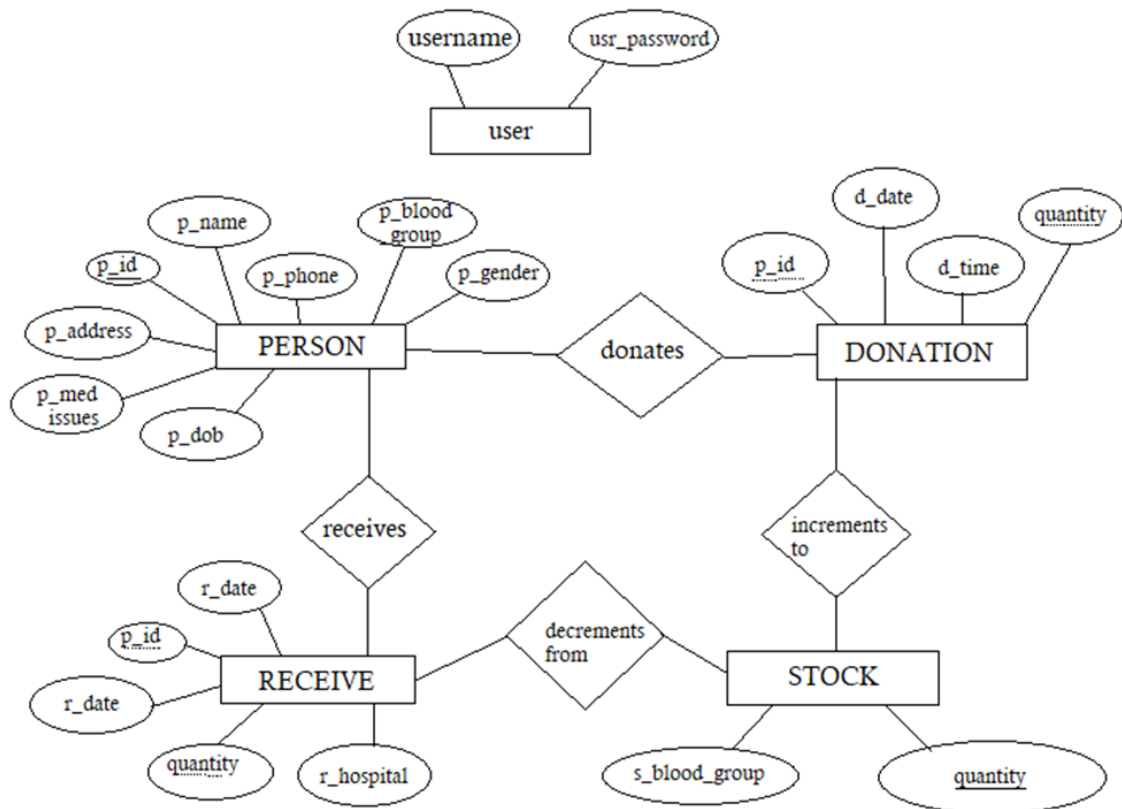 username
usr_password
user
p_name
p_blood
group
d_date
quantity
p_id
p_phone
p_gender
p_id
d_time
p_address
PERSON
donates
DONATION
p_med
issues
p_dob
receives
increments
to
r_date
p_id
decrements
from
RECEIVE
STOCK
r_date
quantity
r_hospital
s_blood_group
quantity